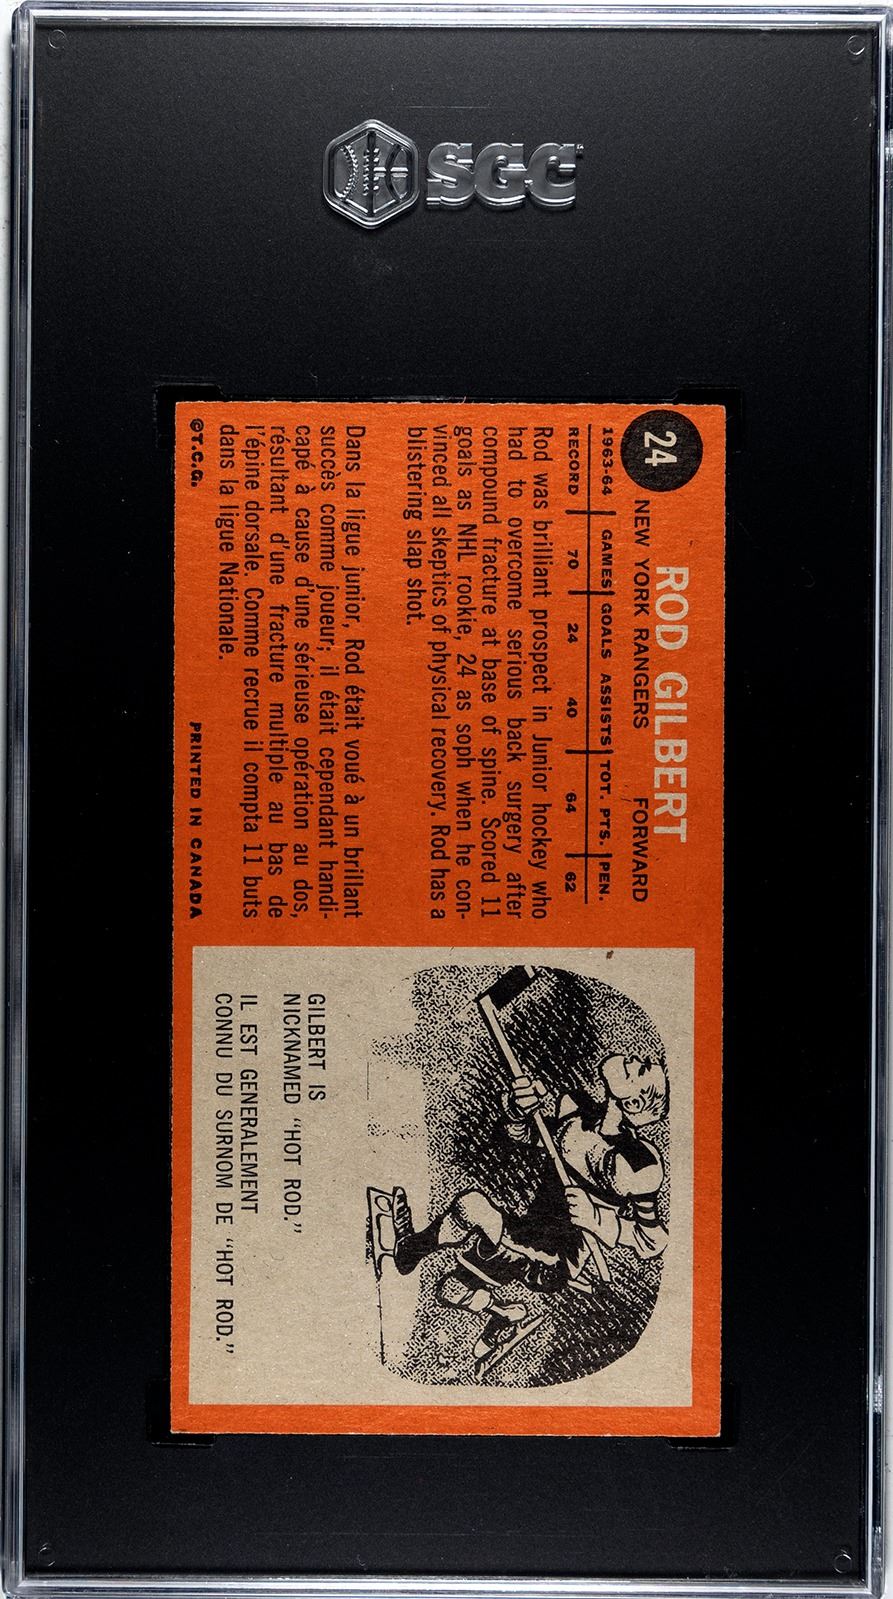 SGC
24
ROD GILBERT
NEW YORK RANGERS FORWARD
1963-64 GAMES GOALS ASSISTS TOT. PTS. PEN.
RECORD 70 24 40 64 62
Rod was brilliant prospect in Junior hockey who
had to overcome serious back surgery after
compound fracture at base of spine. Scored 11
goals as NHL rookie, 24 as soph when he con-
vinced all skeptics of physical recovery. Rod has a
blistering slap shot.
Dans la ligue junior, Rod était voué à un brillant
succès comme joueur; il était cependant handi-
capé à cause d'une sérieuse opération au dos,
résultant d'une fracture multiple au bas de
l'épine dorsale. Comme recrue il compta 11 buts
dans la ligue Nationale.
©T.C.G. PRINTED IN CANADA
GILBERT IS
NICKNAMED "HOT ROD."
IL EST GENERALEMENT
CONNU DU SURNOM DE "HOT ROD."